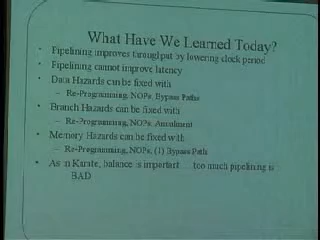 What Have We Learned Today?
• Pipelining improves throughput by lowering clock period
• Pipelining cannot improve latency
• Data Hazards can be fixed with
– Re-Programming, NOPs, Bypass Paths
• Branch Hazards can be fixed with
– Re-Programming, NOPs, Annulment
• Memory Hazards can be fixed with
– Re-Programming, NOPs, (1) Bypass Path
• As in Karate, balance is important … too much pipelining is
BAD